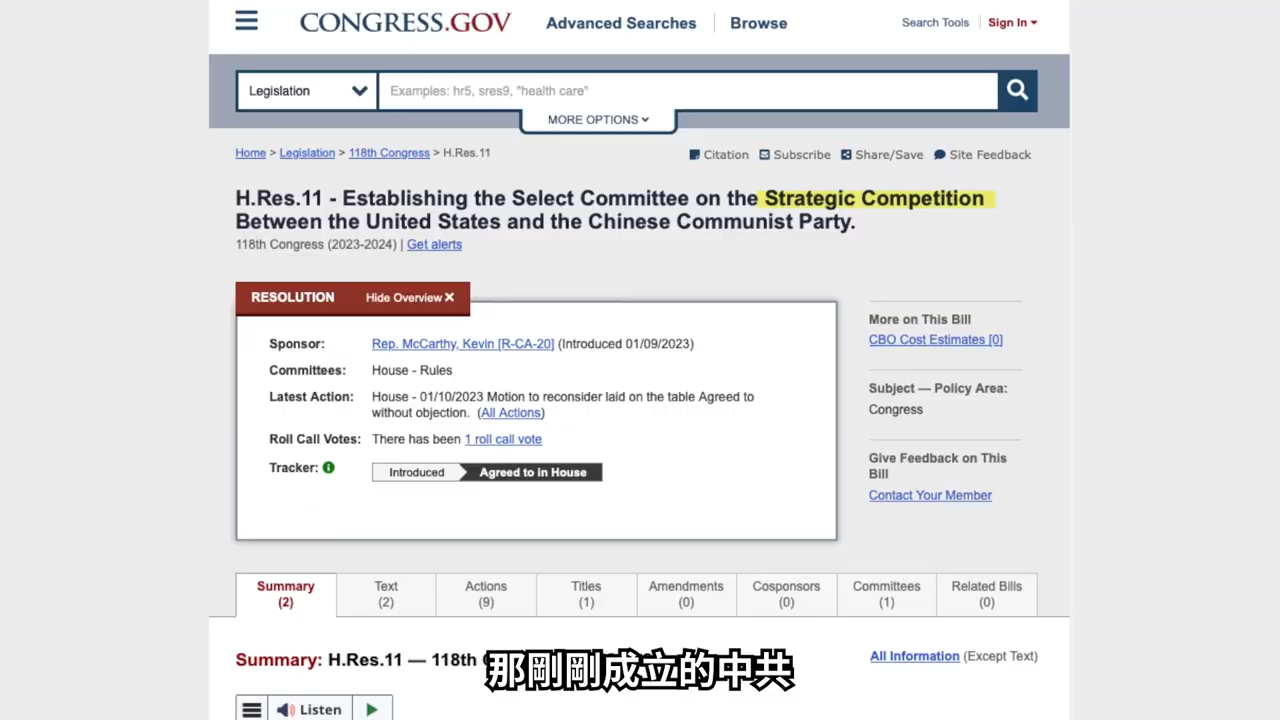 CONGRESS.GOV Advanced Searches Browse Search Tools Sign In
Legislation Examples: hr5, sres9, "health care"
MORE OPTIONS
Home > Legislation > 118th Congress > H.Res.11 Citation Subscribe Share/Save Site Feedback
H.Res.11 - Establishing the Select Committee on the Strategic Competition
Between the United States and the Chinese Communist Party.
118th Congress (2023-2024) | Get alerts
RESOLUTION Hide Overview ×
Sponsor: Rep. McCarthy, Kevin [R-CA-20] (Introduced 01/09/2023)
Committees: House - Rules
Latest Action: House - 01/10/2023 Motion to reconsider laid on the table Agreed to
without objection. (All Actions)
Roll Call Votes: There has been 1 roll call vote
Tracker: Introduced Agreed to in House
More on This Bill
CBO Cost Estimates [0]
Subject — Policy Area:
Congress
Give Feedback on This
Bill
Contact Your Member
Summary (2) Text (2) Actions (9) Titles (1) Amendments (0) Cosponsors (0) Committees (1) Related Bills (0)
Summary: H.Res.11 — 118th
All Information (Except Text)
那剛剛成立的中共
Listen